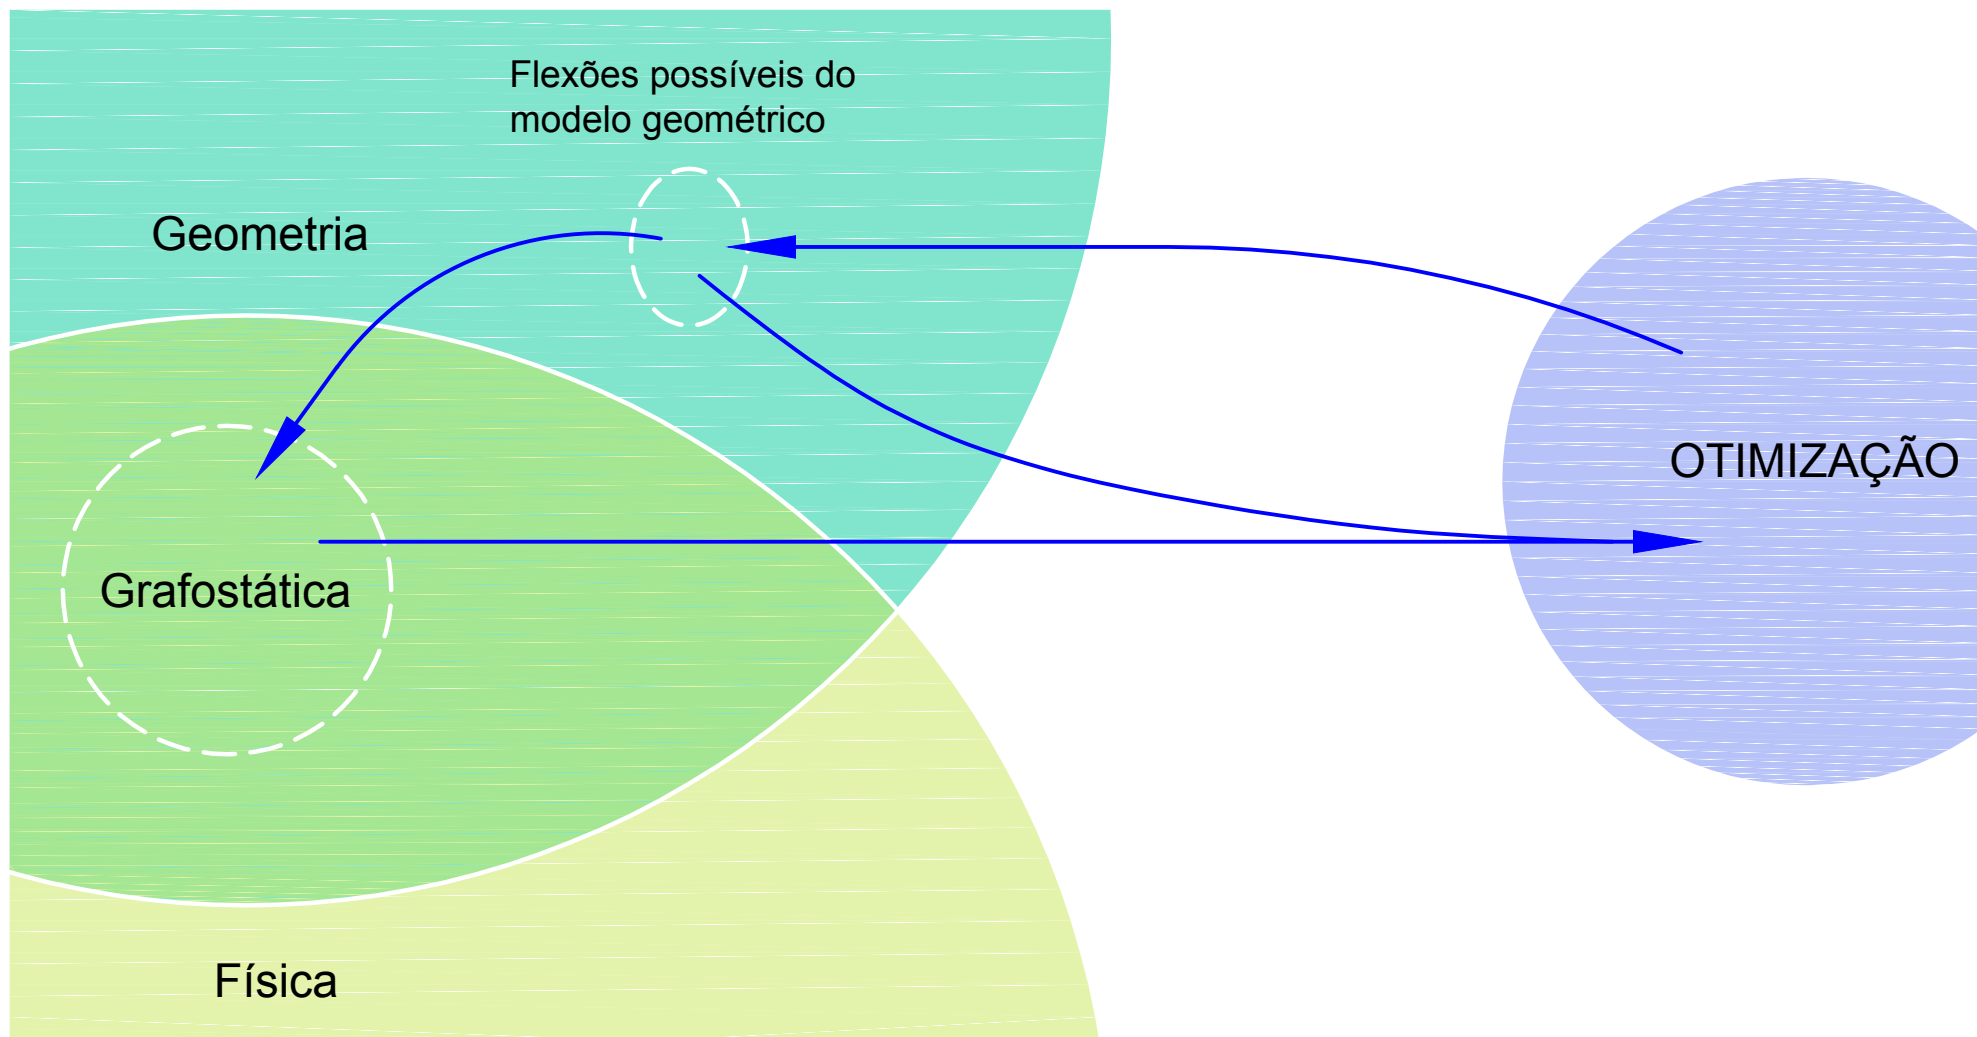 Flexões possíveis do
modelo geométrico
Geometria
OTIMIZAÇÃO
Grafostática
Física